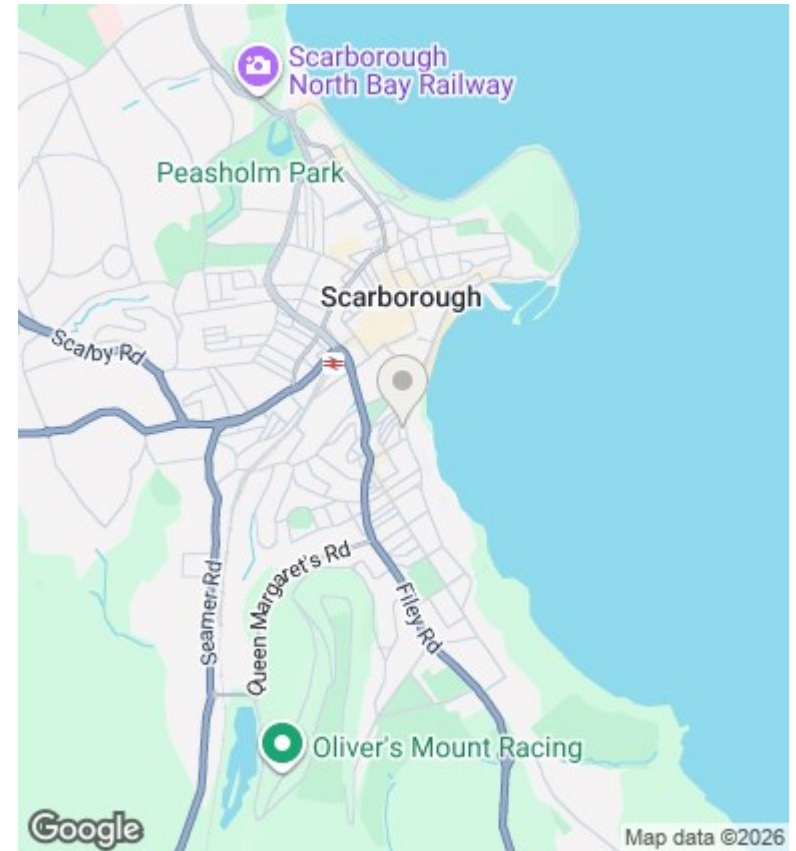 Scarborough
North Bay Railway
Peasholm Park
Scarborough
Scalby Rd
Queen Margaret's Rd
Seamer Rd
Filey Rd
Oliver's Mount Racing
Google
Map data ©2026